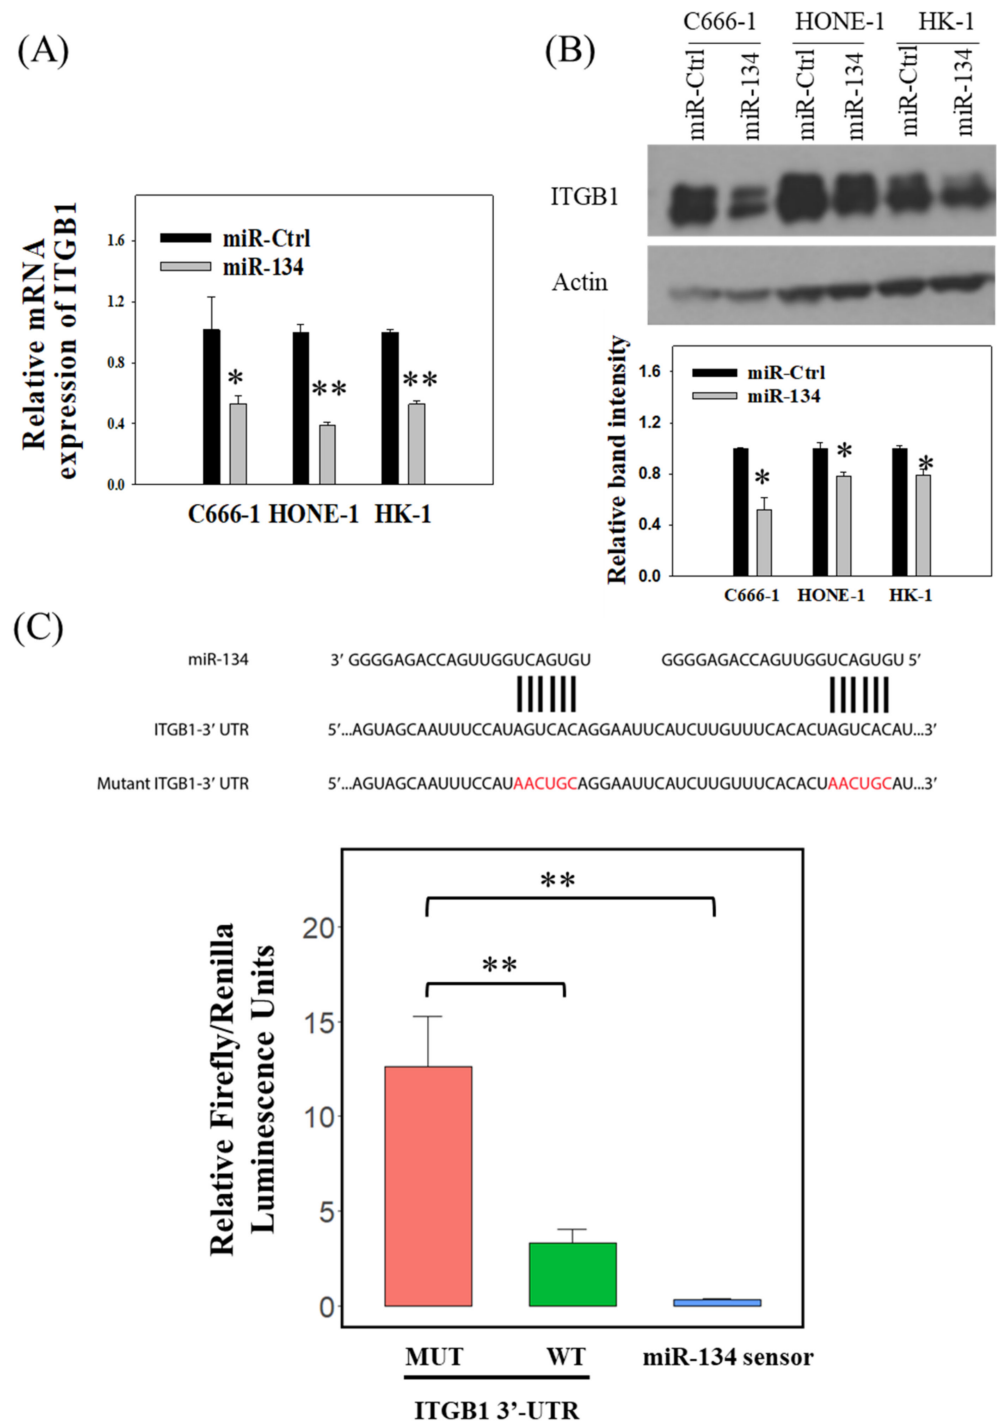 (A)
Relative mRNA
expression of ITGB1
1.6
1.2
0.8
0.4
0.0
miR-Ctrl
miR-134
*
**
**
C666-1 HONE-1 HK-1
(B)
C666-1 HONE-1 HK-1
miR-Ctrl miR-134 miR-Ctrl miR-134 miR-Ctrl miR-134
ITGB1
Actin
Relative band intensity
1.6
1.2
0.8
0.4
0.0
miR-Ctrl
miR-134
*
*
*
C666-1 HONE-1 HK-1
(C)
miR-134 3' GGGGAGACCAGUUGGUCAGUGU GGGGAGACCAGUUGGUCAGUGU 5'
ITGB1-3' UTR 5'...AGUAGCAAUUUCCAUAGUCACAGGAAUUCAUCUUGUUUCACACUAGUCACAU...3'
Mutant ITGB1-3' UTR 5'...AGUAGCAAUUUCCAUAACUGCAGGAAUUCAUCUUGUUUCACACUAACUGCAU...3'
Relative Firefly/Renilla
Luminescence Units
20
15
10
5
0
**
**
MUT WT miR-134 sensor
ITGB1 3'-UTR